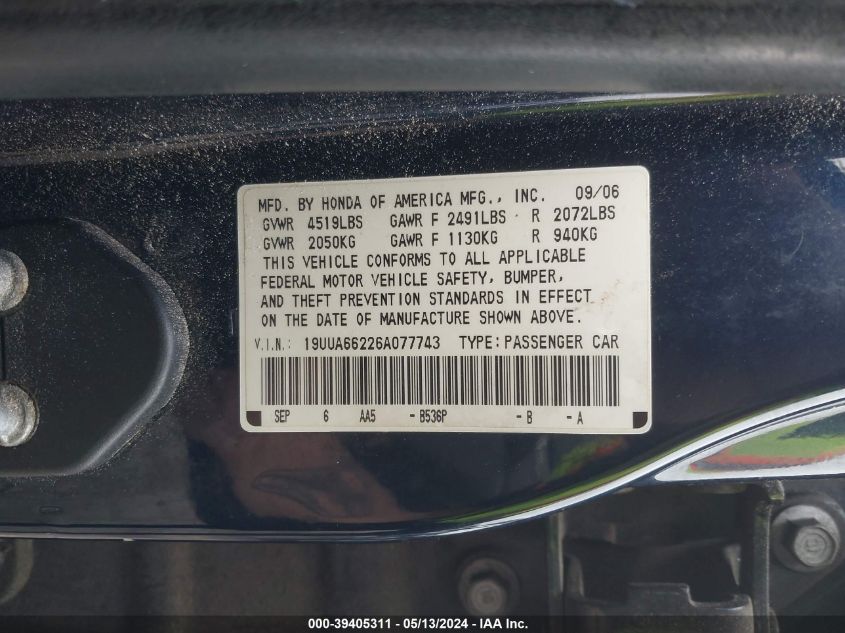 MFD. BY HONDA OF AMERICA MFG., INC. 09/06
GVWR 4519LBS GAWR F 2491LBS R 2072LBS
GVWR 2050KG GAWR F 1130KG R 940KG
THIS VEHICLE CONFORMS TO ALL APPLICABLE
FEDERAL MOTOR VEHICLE SAFETY, BUMPER,
AND THEFT PREVENTION STANDARDS IN EFFECT
ON THE DATE OF MANUFACTURE SHOWN ABOVE.
V.I.N.: 19UUA66226A077743 TYPE: PASSENGER CAR
SEP 6 AA5 -B536P -B -A
000-39405311 - 05/13/2024 - IAA Inc.